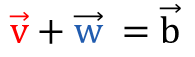 v⃗ + w⃗ = b⃗